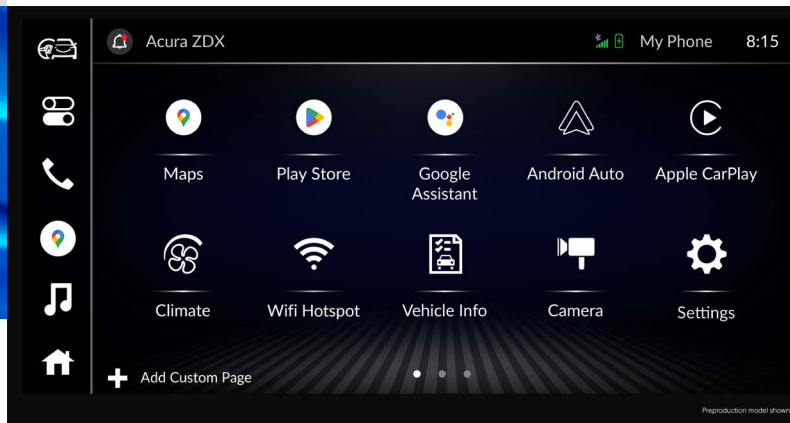 Acura ZDX
My Phone 8:15
Maps
Play Store
Google
Assistant
Android Auto
Apple CarPlay
Climate
Wifi Hotspot
Vehicle Info
Camera
Settings
Add Custom Page
Preproduction model shown